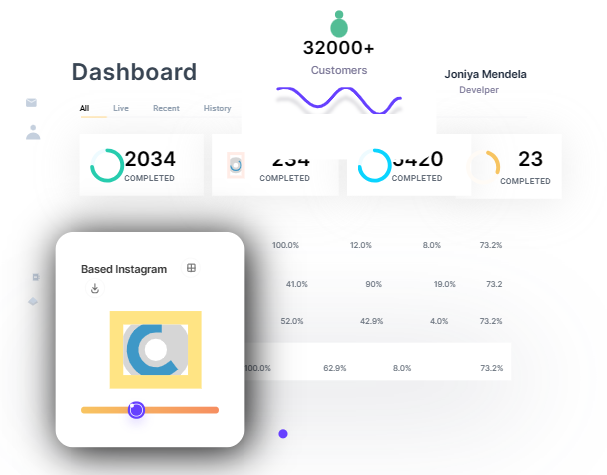 32000+
Customers
Dashboard
Joniya Mendela
Develper
All Live Recent History
2034
COMPLETED
COMPLETED
COMPLETED
23
COMPLETED
100.0% 12.0% 8.0% 73.2%
Based Instagram
41.0% 90% 19.0% 73.2
52.0% 42.9% 4.0% 73.2%
100.0% 62.9% 8.0% 73.2%